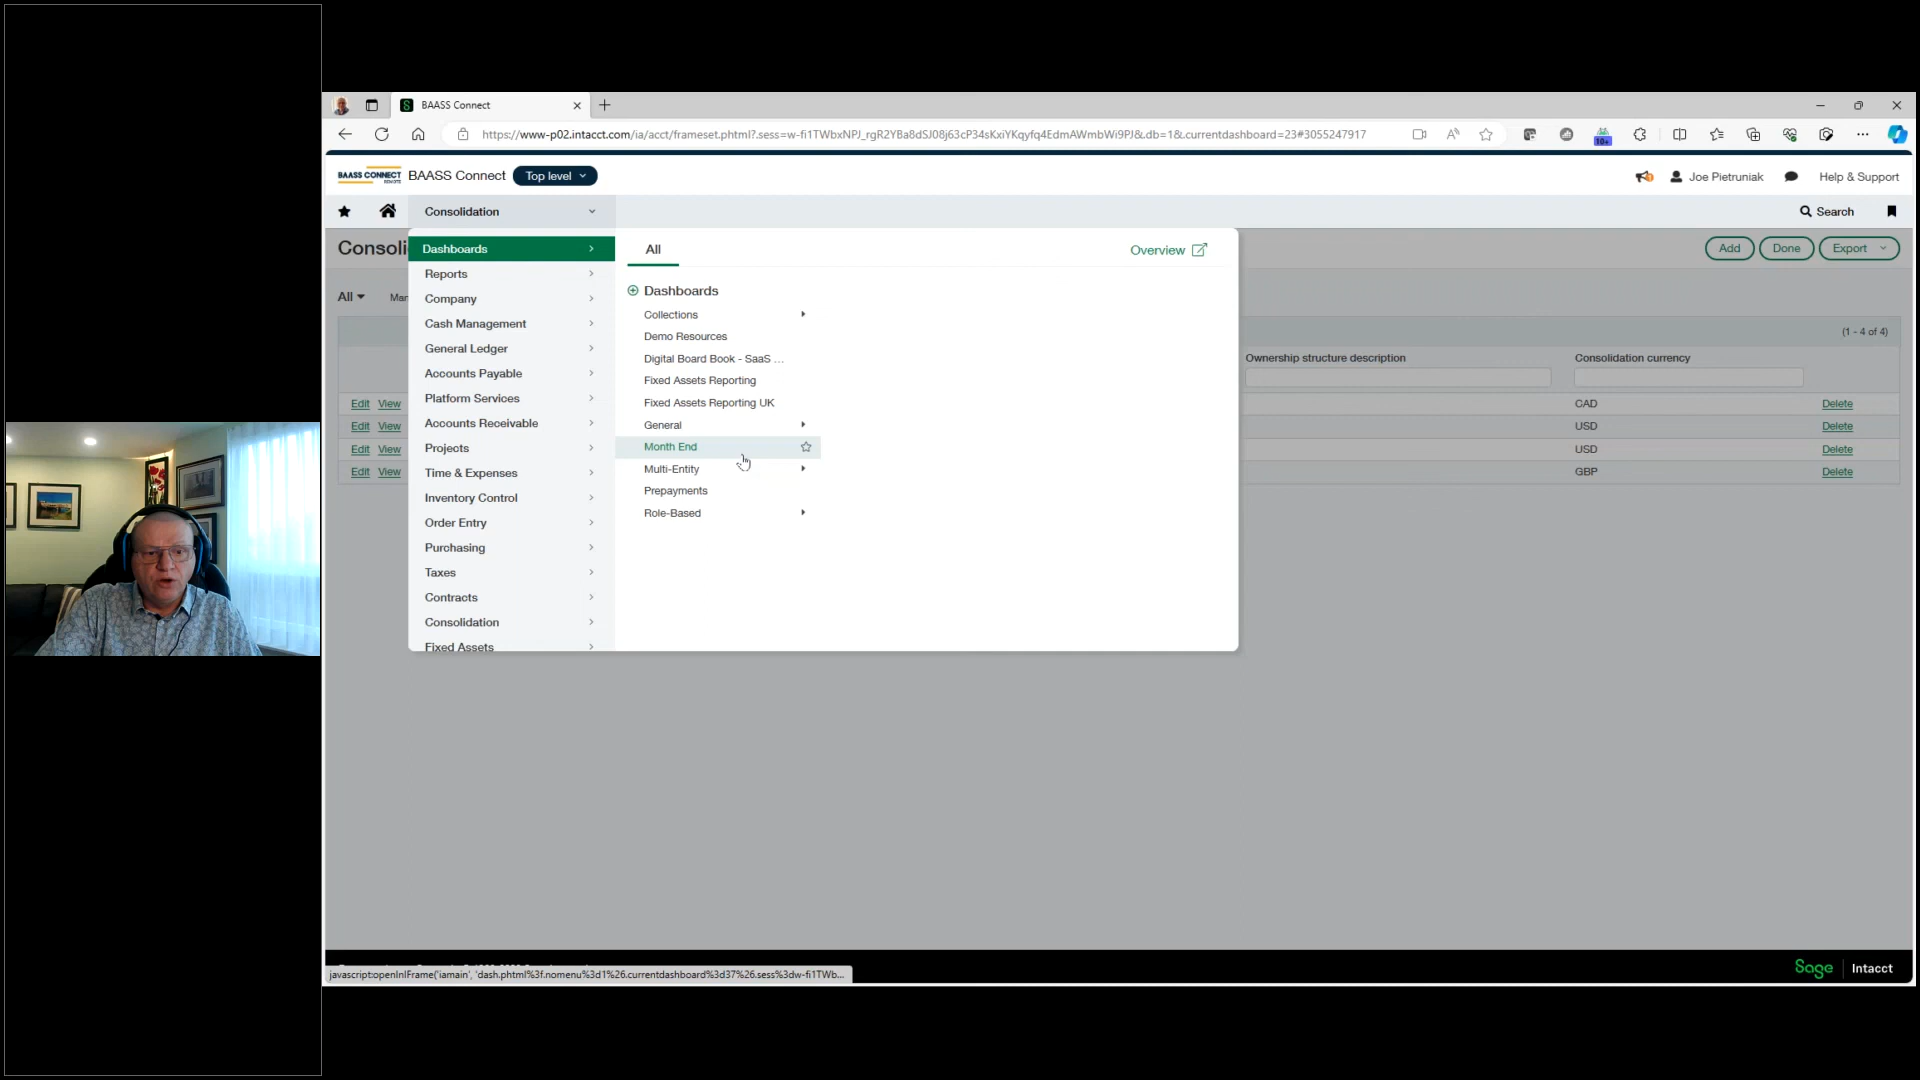 BAASS Connect
https://www-p02.intacct.com/ia/acct/frameset.phtml?.sess=w-fi1TWbxNPJ_rgR2YBa8dSJ08j63cP34sKxiYKqyfq4EdmAWmbWi9PJ&.db=1&.currentdashboard=23#3055247917
10+
BAASS CONNECT
BAASS Connect
Top level
Joe Pietruniak
Help & Support
Consolidation
Search
Consoli
Add
Done
Export
Dashboards
Reports
Company
Cash Management
General Ledger
Accounts Payable
Platform Services
Accounts Receivable
Projects
Time & Expenses
Inventory Control
Order Entry
Purchasing
Taxes
Contracts
Consolidation
Fixed Assets
All
Overview
Dashboards
Collections
Demo Resources
Digital Board Book - SaaS ...
Fixed Assets Reporting
Fixed Assets Reporting UK
General
Month End
Multi-Entity
Prepayments
Role-Based
All
Man
(1 - 4 of 4)
Ownership structure description
Consolidation currency
Edit View CAD Delete
Edit View USD Delete
Edit View USD Delete
Edit View GBP Delete
javascript:openInIFrame('iamain', 'dash.phtml%3f.nomenu%3d1%26.currentdashboard%3d37%26.sess%3dw-fi1TWb...
Sage Intacct